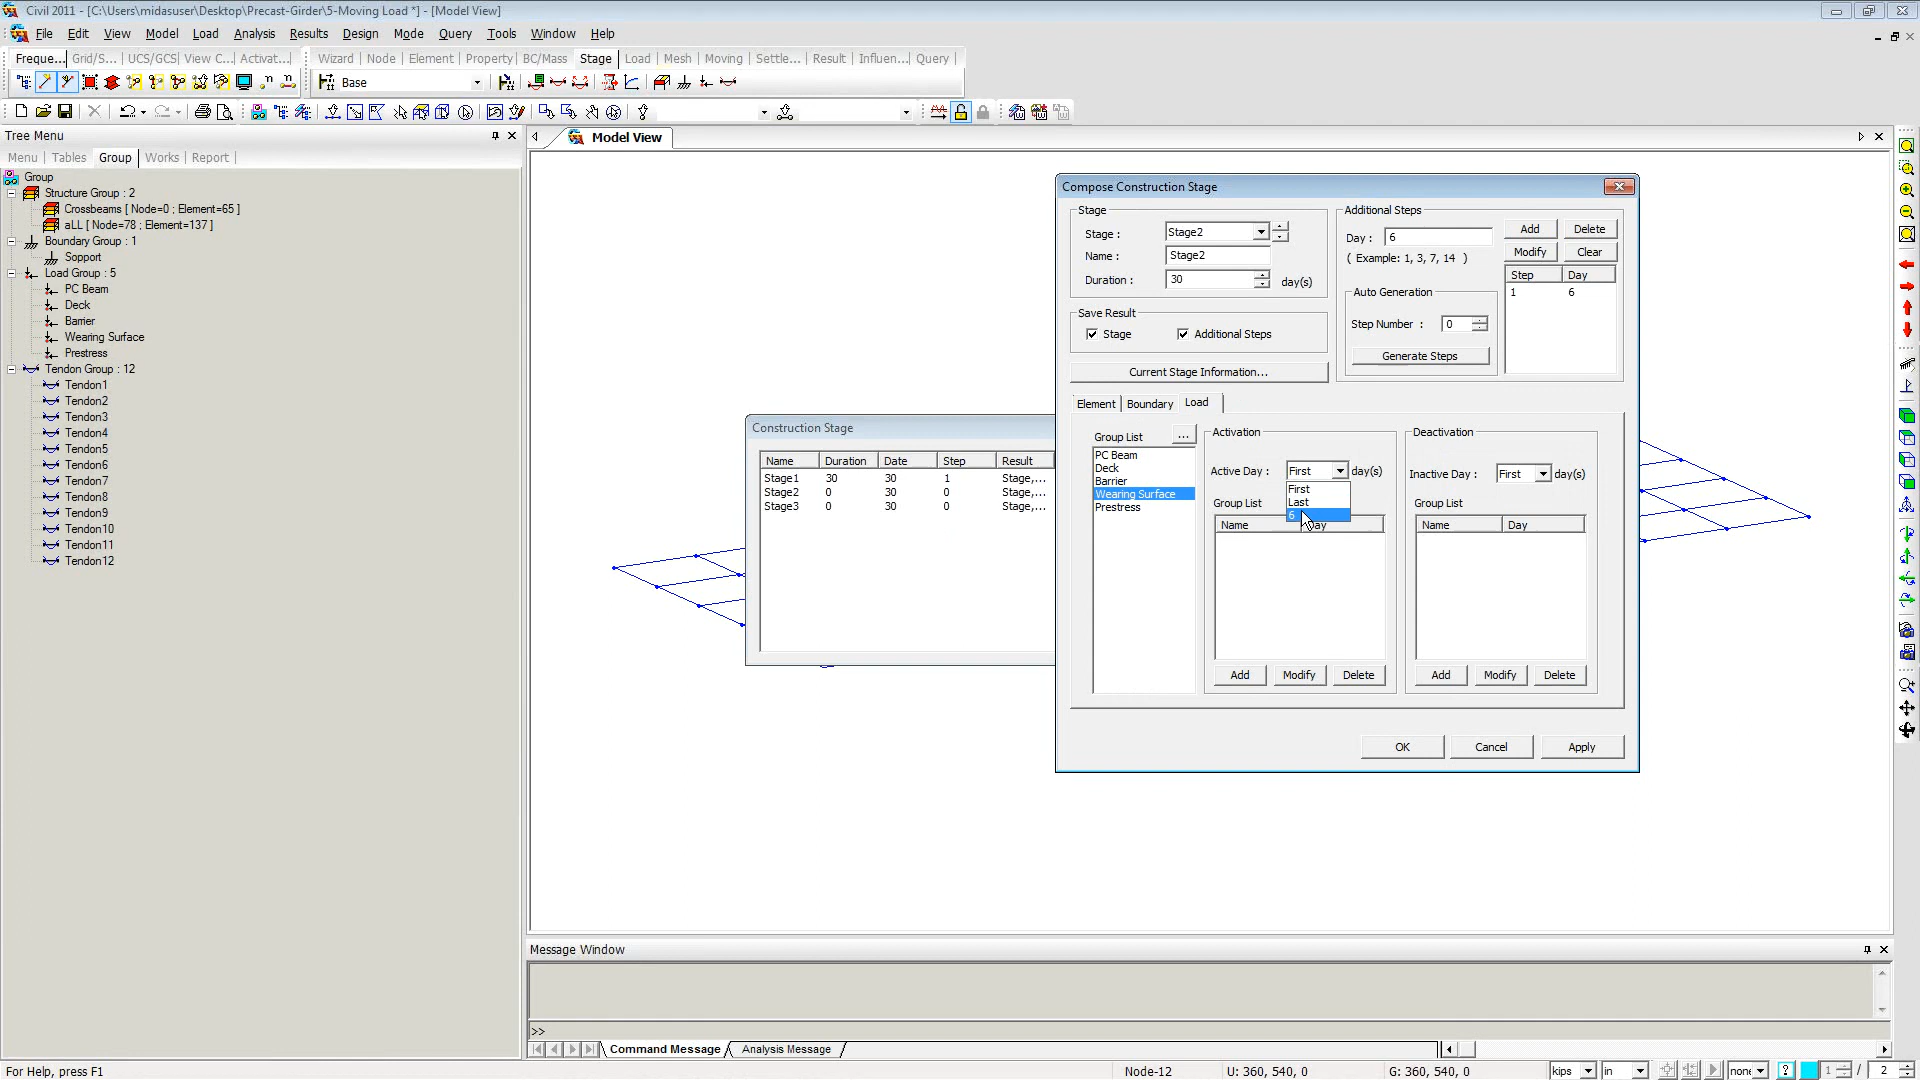 Civil 2011 - [C:\Users\midasuser\Desktop\Precast-Girder\5-Moving Load *] - [Model View]
File Edit View Model Load Analysis Results Design Mode Query Tools Window Help
Freque... Grid/S... UCS/GCS View C... Activat... Wizard Node Element Property BC/Mass Stage Load Mesh Moving Settle... Result Influen... Query
Base
Tree Menu
Model View
Menu Tables Group Works Report
Group
Structure Group : 2
Crossbeams [ Node=0 ; Element=65 ]
aLL [ Node=78 ; Element=137 ]
Boundary Group : 1
Support
Load Group : 5
PC Beam
Deck
Barrier
Wearing Surface
Prestress
Tendon Group : 12
Tendon1
Tendon2
Tendon3
Tendon4
Tendon5
Tendon6
Tendon7
Tendon8
Tendon9
Tendon10
Tendon11
Tendon12
Construction Stage
Name Duration Date Step Result
Stage1 30 30 1 Stage,...
Stage2 0 30 0 Stage,...
Stage3 0 30 0 Stage,...
Compose Construction Stage
Stage
Stage : Stage2
Name : Stage2
Duration : 30 day(s)
Save Result
Stage Additional Steps
Current Stage Information...
Additional Steps
Day : 6
( Example: 1, 3, 7, 14 )
Add Delete
Modify Clear
Step Day
1 6
Auto Generation
Step Number : 0
Generate Steps
Element Boundary Load
Group List ...
PC Beam
Deck
Barrier
Wearing Surface
Prestress
Activation
Active Day : First day(s)
First
Last
6
Group List
Name Day
Add Modify Delete
Deactivation
Inactive Day : First day(s)
Group List
Name Day
Add Modify Delete
OK Cancel Apply
Message Window
>>
Command Message Analysis Message
For Help, press F1
Node-12 U: 360, 540, 0 G: 360, 540, 0 kips in none ? 1 / 2